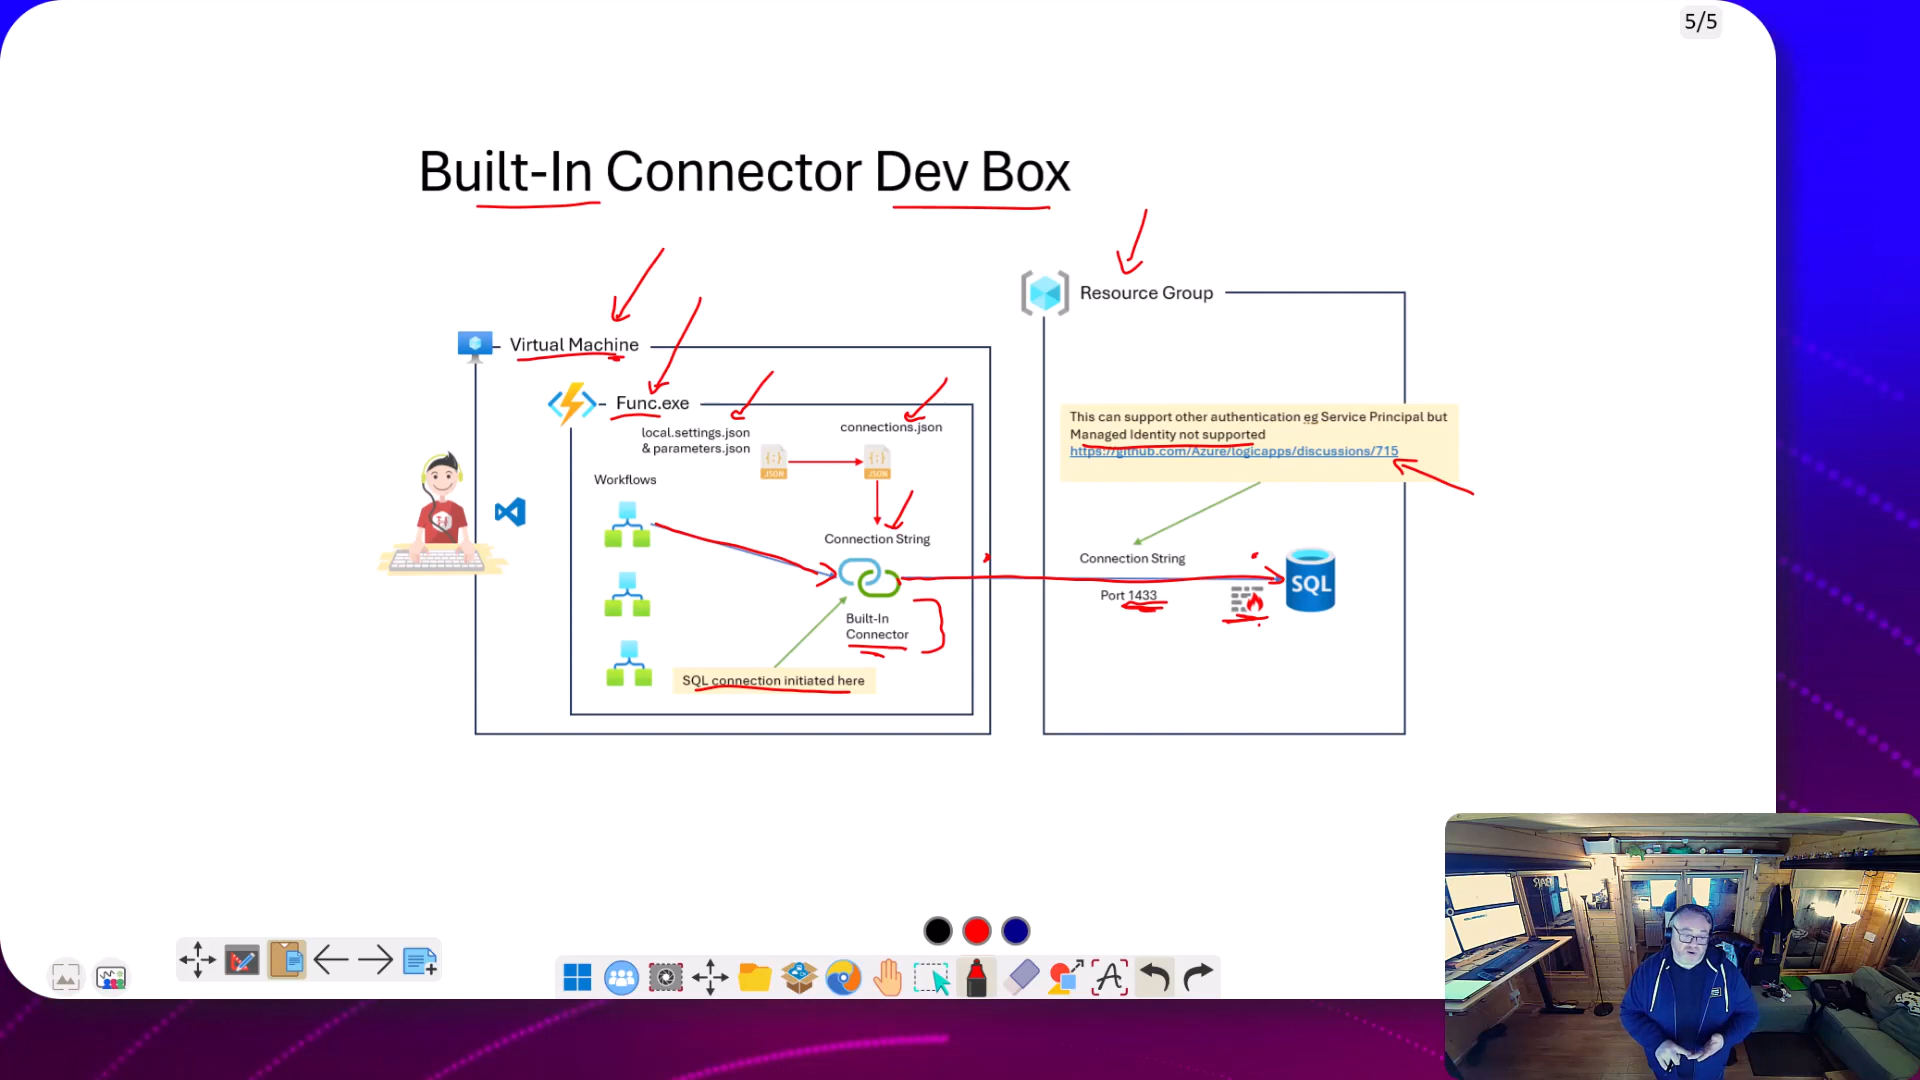 5/5
Built-In Connector Dev Box
Resource Group
Virtual Machine
Func.exe
local.settings.json
& parameters.json
connections.json
JSON
JSON
Workflows
This can support other authentication eg Service Principal but
Managed Identity not supported
https://github.com/Azure/logicapps/discussions/715
Connection String
Connection String
Port 1433
SQL
Built-In
Connector
SQL connection initiated here